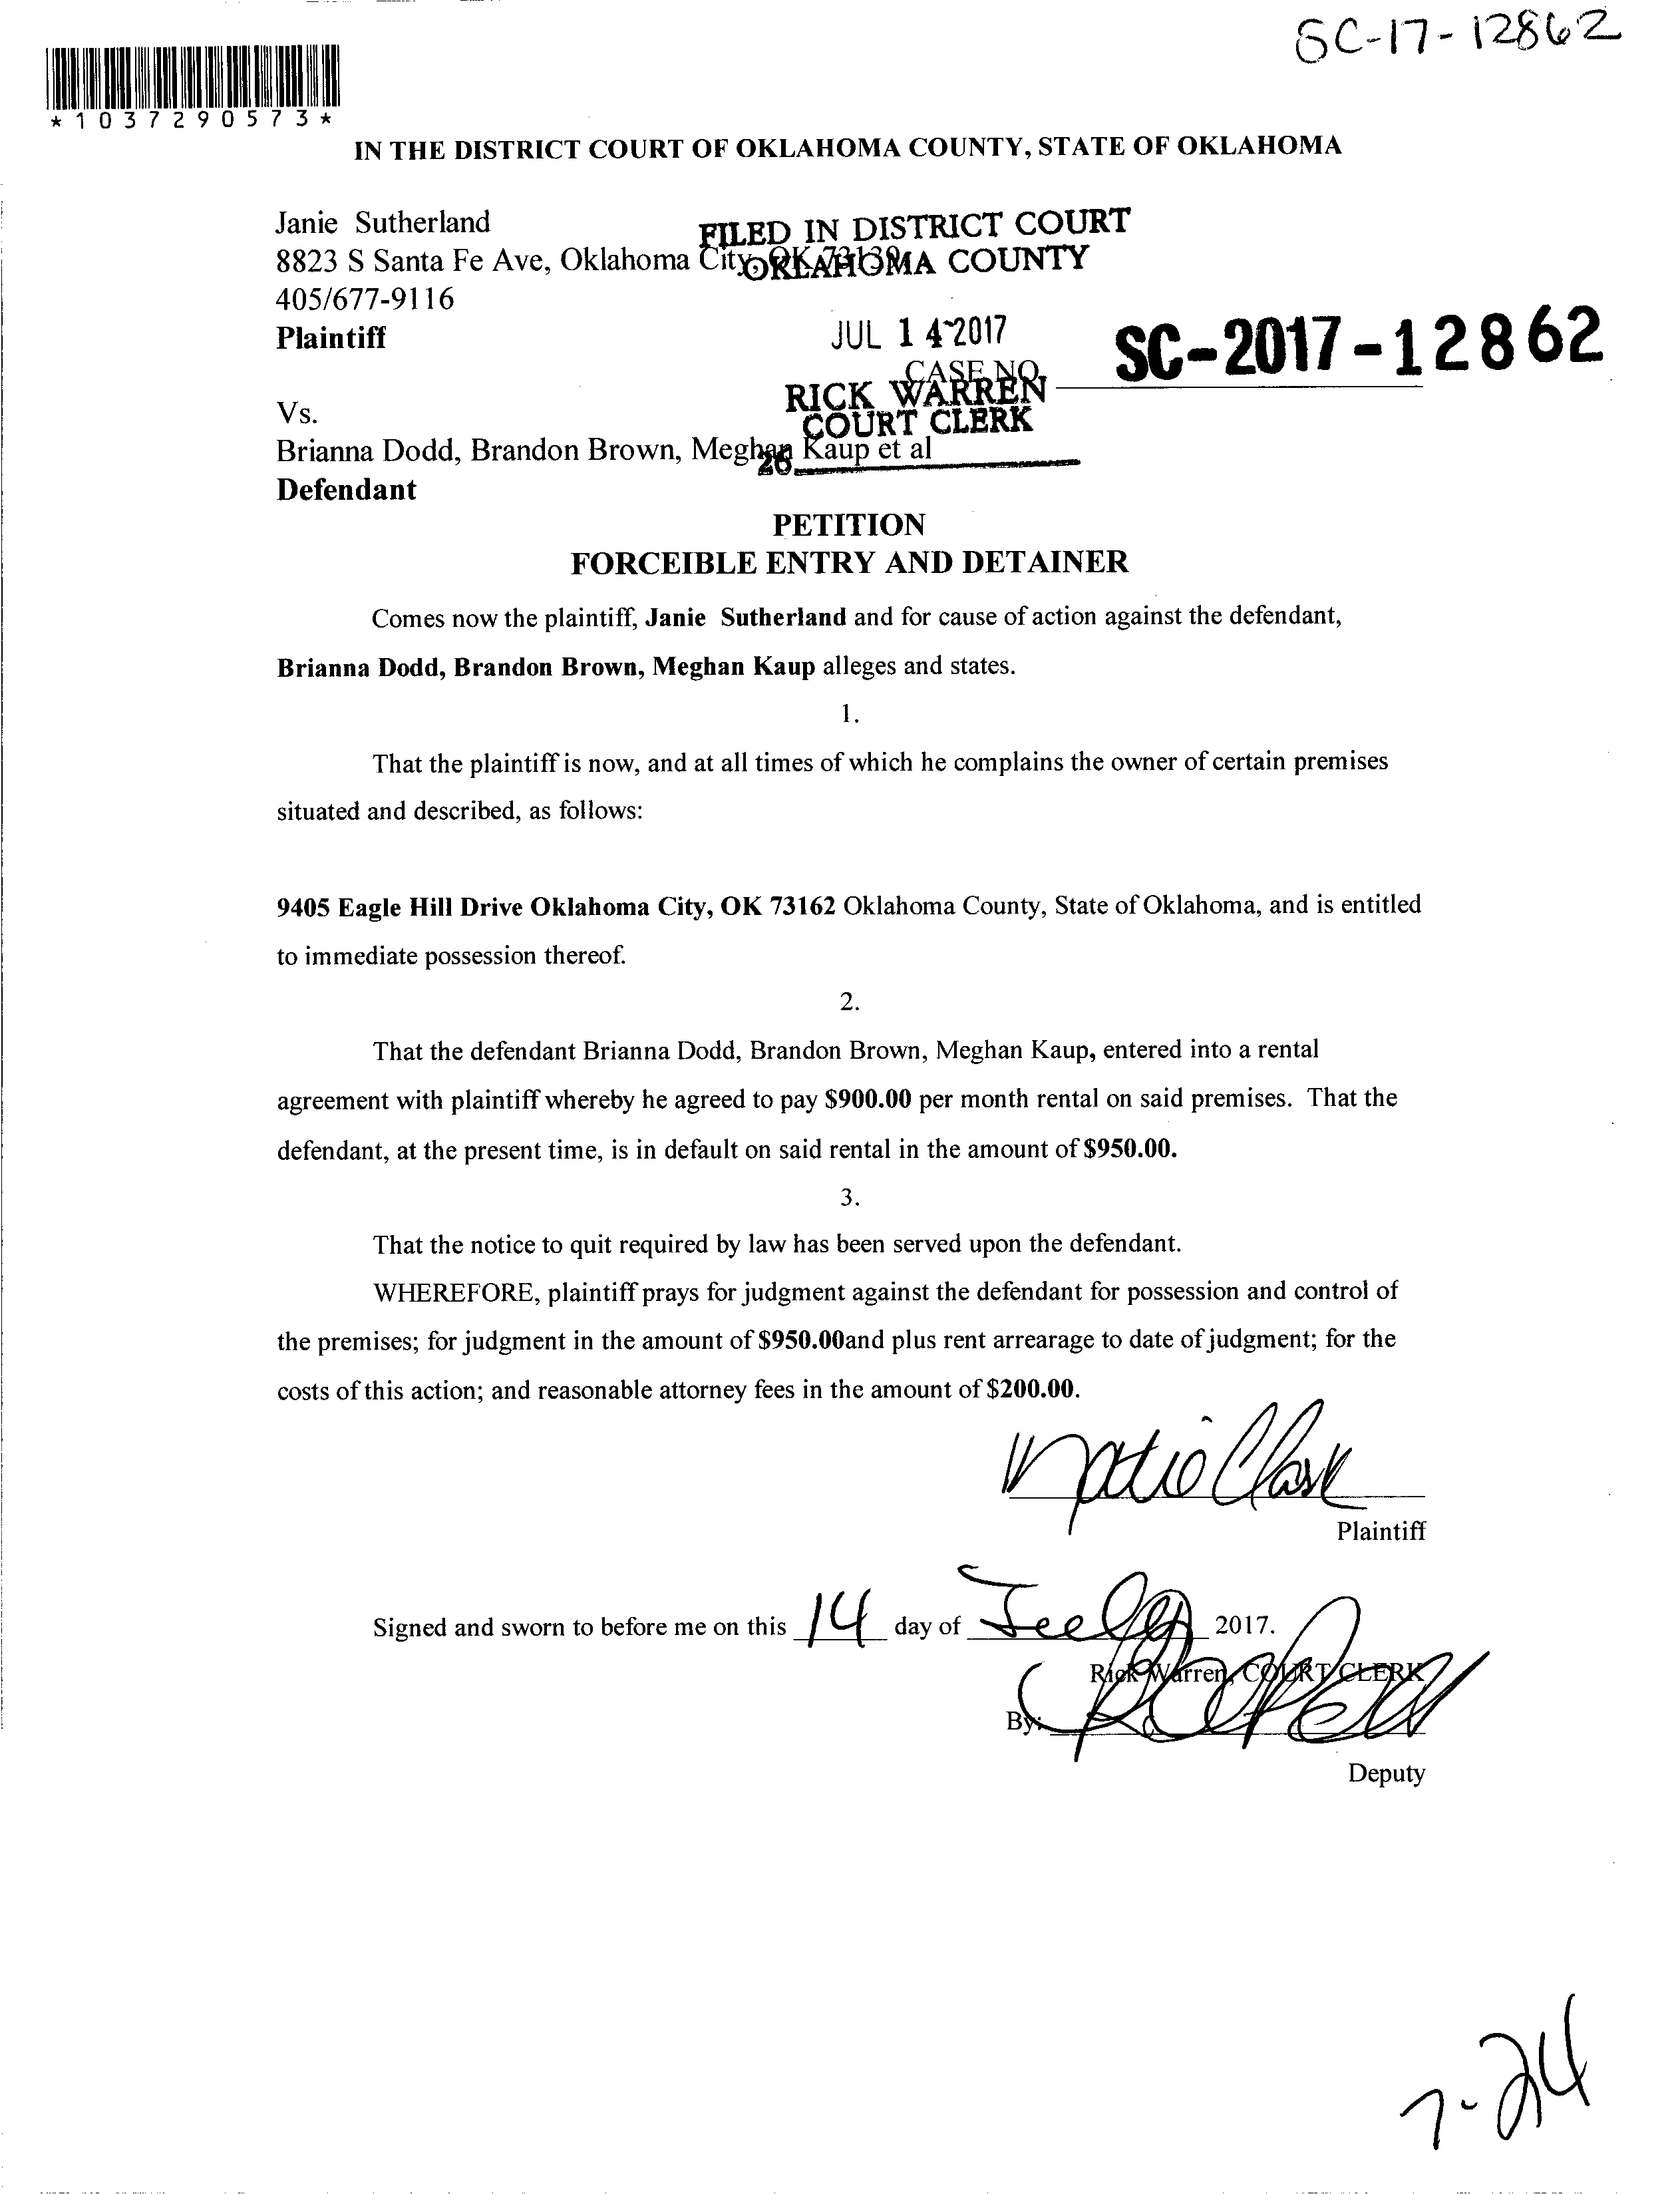 SC-17-12862
*1037290573*
IN THE DISTRICT COURT OF OKLAHOMA COUNTY, STATE OF OKLAHOMA
Janie Sutherland
FILED IN DISTRICT COURT
8823 S Santa Fe Ave, Oklahoma City, OK 73139
OKLAHOMA COUNTY
405/677-9116
Plaintiff
JUL 14 2017
SC-2017-12862
CASE NO.
RICK WARREN
Vs.
COURT CLERK
Brianna Dodd, Brandon Brown, Meghan Kaup et al
26
Defendant
PETITION
FORCEIBLE ENTRY AND DETAINER
Comes now the plaintiff, Janie Sutherland and for cause of action against the defendant,
Brianna Dodd, Brandon Brown, Meghan Kaup alleges and states.
1.
That the plaintiff is now, and at all times of which he complains the owner of certain premises
situated and described, as follows:
9405 Eagle Hill Drive Oklahoma City, OK 73162 Oklahoma County, State of Oklahoma, and is entitled
to immediate possession thereof.
2.
That the defendant Brianna Dodd, Brandon Brown, Meghan Kaup, entered into a rental
agreement with plaintiff whereby he agreed to pay $900.00 per month rental on said premises. That the
defendant, at the present time, is in default on said rental in the amount of $950.00.
3.
That the notice to quit required by law has been served upon the defendant.
WHEREFORE, plaintiff prays for judgment against the defendant for possession and control of
the premises; for judgment in the amount of $950.00and plus rent arrearage to date of judgment; for the
costs of this action; and reasonable attorney fees in the amount of $200.00.
Plaintiff
Signed and sworn to before me on this 14 day of July 2017.
Rick Warren, COURT CLERK
By:
Deputy
7-24